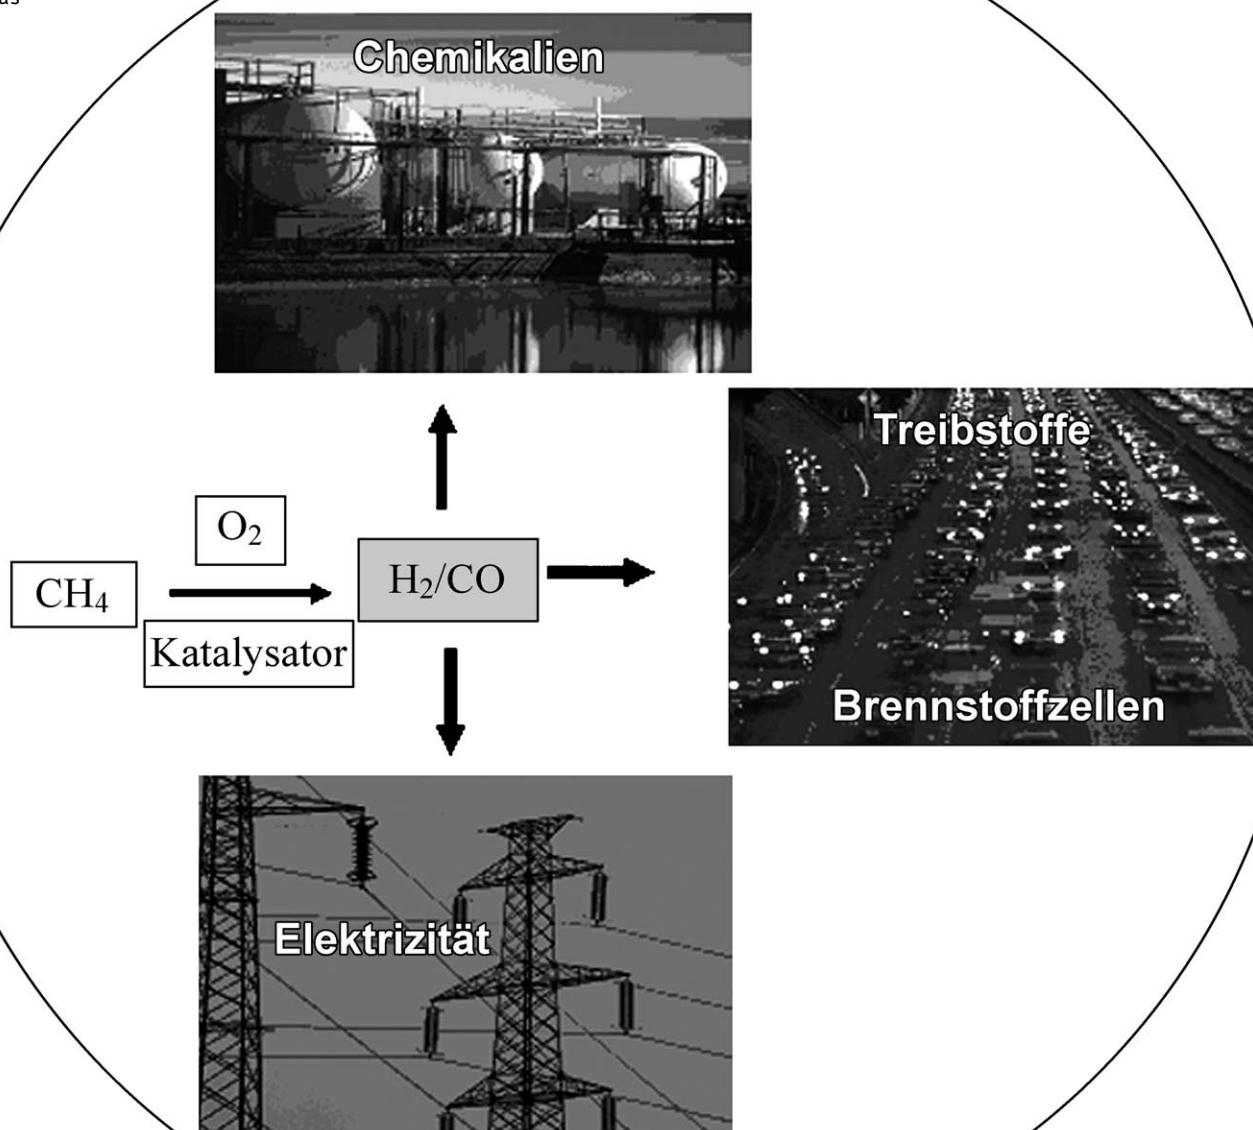 Chemikalien
Treibstoffe
O₂
CH₄
H₂/CO
Katalysator
Brennstoffzellen
Elektrizität